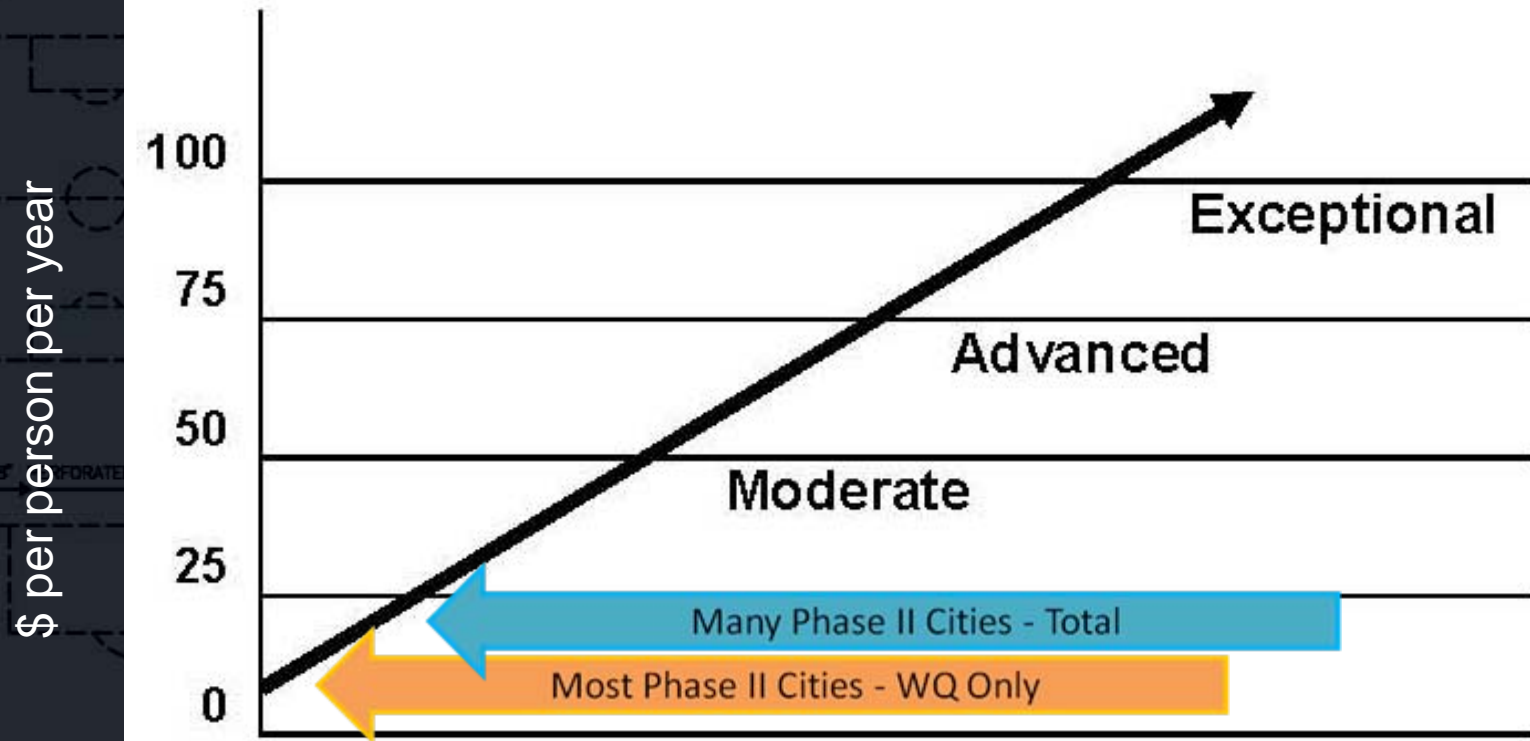 $ per person per year
100
Exceptional
75
Advanced
50
Moderate
25
Many Phase II Cities - Total
Most Phase II Cities - WQ Only
0